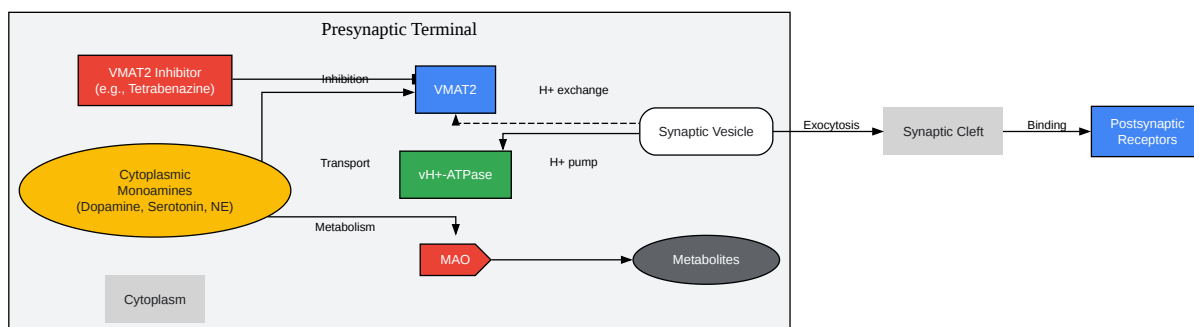 Presynaptic Terminal
VMAT2 Inhibitor
(e.g., Tetrabenazine)
Inhibition
VMAT2
H+ exchange
Synaptic Vesicle
Exocytosis
Synaptic Cleft
Binding
Postsynaptic
Receptors
Cytoplasmic
Monoamines
(Dopamine, Serotonin, NE)
Transport
vH+-ATPase
H+ pump
Metabolism
MAO
Metabolites
Cytoplasm